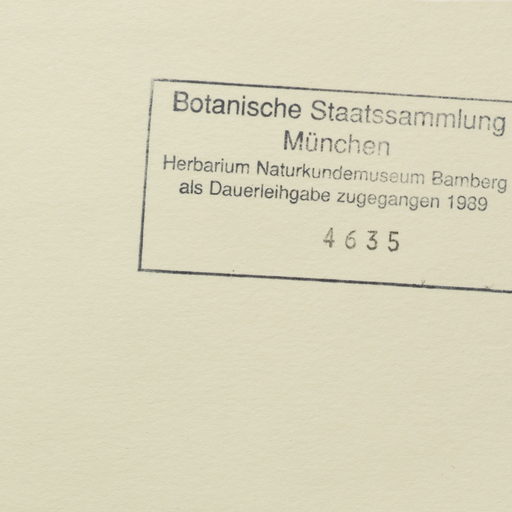 Botanische Staatssammlung
München
Herbarium Naturkundemuseum Bamberg
als Dauerleihgabe zugegangen 1989
4635